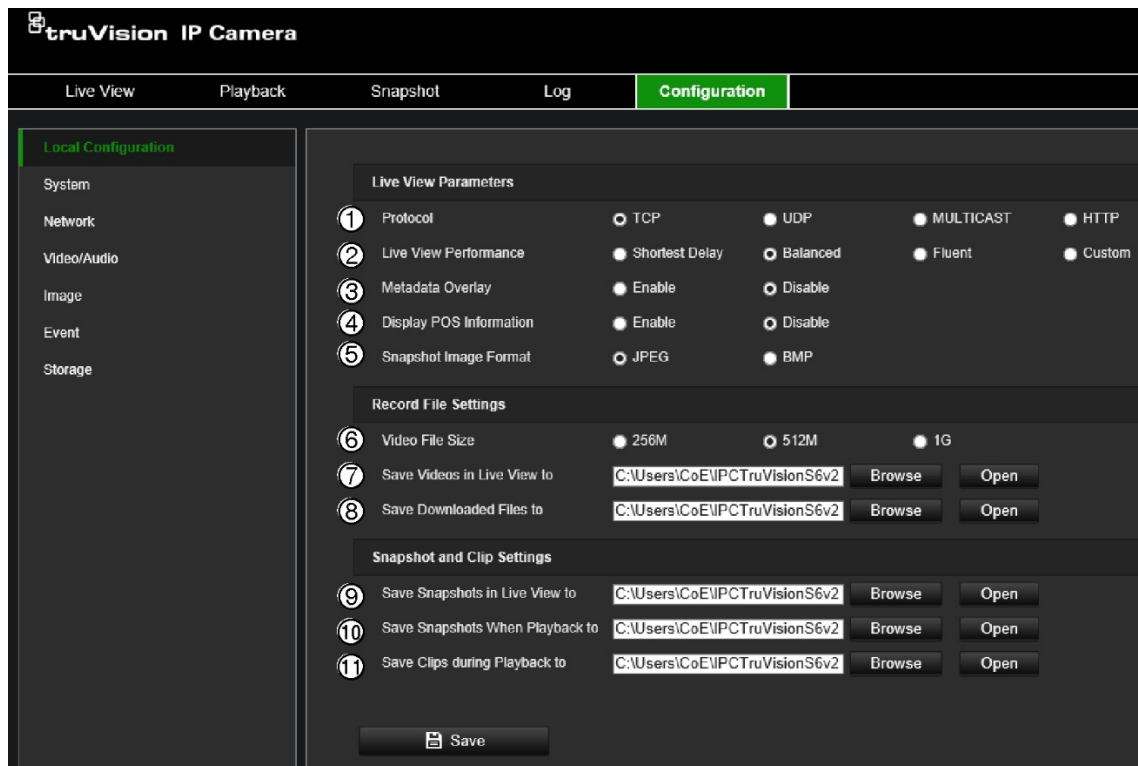 truVision IP Camera
Live View Playback Snapshot Log Configuration
Local Configuration
System
Network
Video/Audio
Image
Event
Storage
Live View Parameters
1 Protocol TCP UDP MULTICAST HTTP
2 Live View Performance Shortest Delay Balanced Fluent Custom
3 Metadata Overlay Enable Disable
4 Display POS Information Enable Disable
5 Snapshot Image Format JPEG BMP
Record File Settings
6 Video File Size 256M 512M 1G
7 Save Videos in Live View to C:\Users\CoE\IPCTruVisionS6v2 Browse Open
8 Save Downloaded Files to C:\Users\CoE\IPCTruVisionS6v2 Browse Open
Snapshot and Clip Settings
9 Save Snapshots in Live View to C:\Users\CoE\IPCTruVisionS6v2 Browse Open
10 Save Snapshots When Playback to C:\Users\CoE\IPCTruVisionS6v2 Browse Open
11 Save Clips during Playback to C:\Users\CoE\IPCTruVisionS6v2 Browse Open
Save